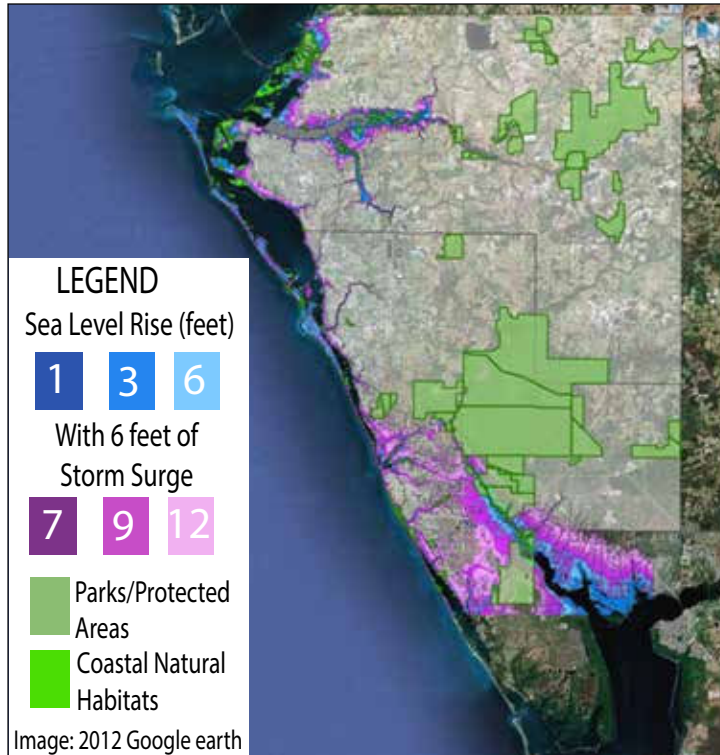 LEGEND
Sea Level Rise (feet)
1 3 6
With 6 feet of
Storm Surge
7 9 12
Parks/Protected
Areas
Coastal Natural
Habitats
Image: 2012 Google earth